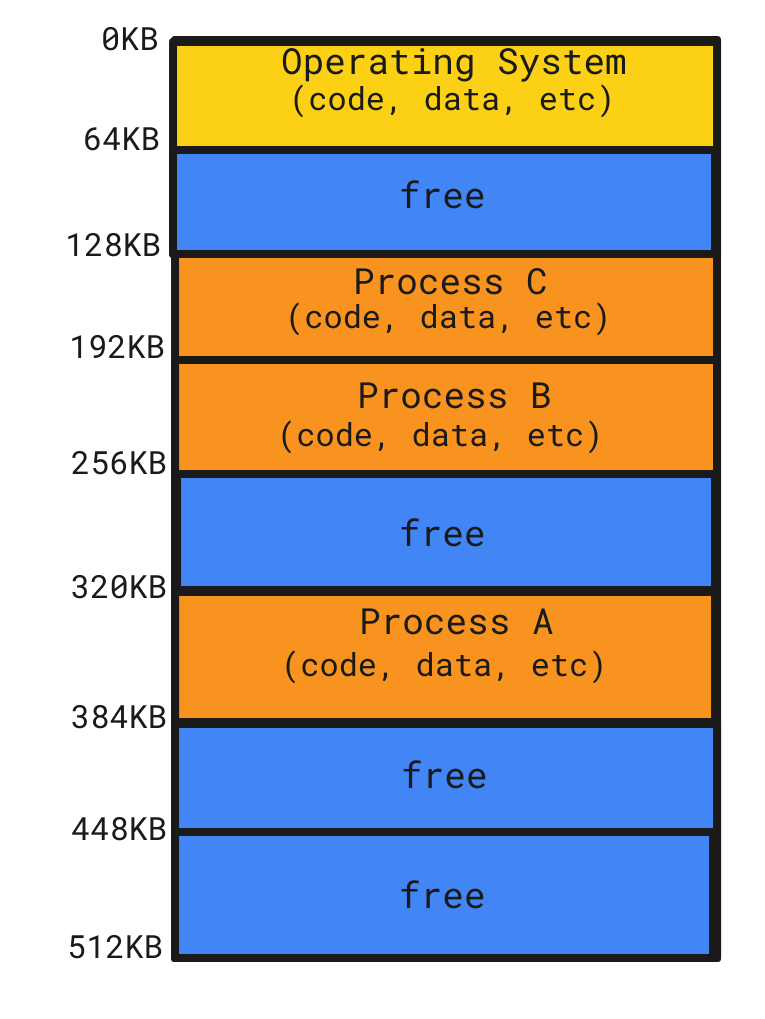 0KB
Operating System
(code, data, etc)
64KB
free
128KB
Process C
(code, data, etc)
192KB
Process B
(code, data, etc)
256KB
free
320KB
Process A
(code, data, etc)
384KB
free
448KB
free
512KB